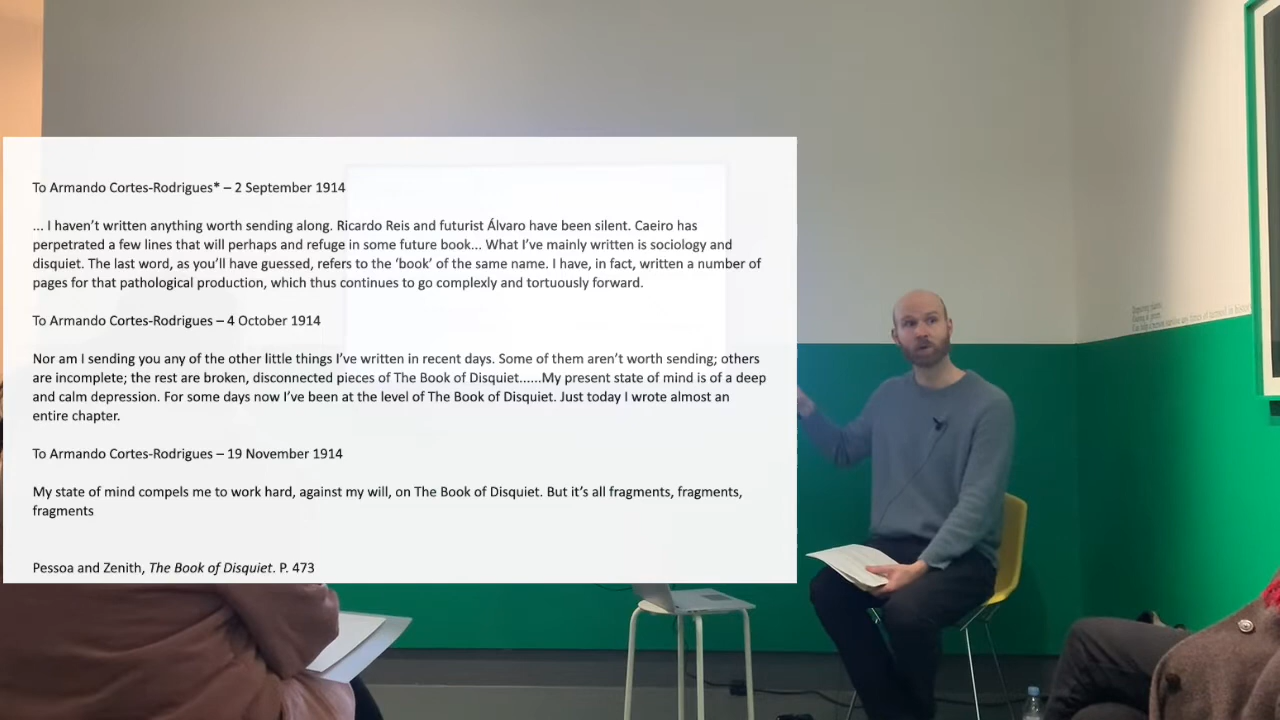 To Armando Cortes-Rodrigues* – 2 September 1914
... I haven't written anything worth sending along. Ricardo Reis and futurist Álvaro have been silent. Caeiro has
perpetrated a few lines that will perhaps and refuge in some future book... What I've mainly written is sociology and
disquiet. The last word, as you'll have guessed, refers to the 'book' of the same name. I have, in fact, written a number of
pages for that pathological production, which thus continues to go complexly and tortuously forward.
To Armando Cortes-Rodrigues – 4 October 1914
Nor am I sending you any of the other little things I've written in recent days. Some of them aren't worth sending; others
are incomplete; the rest are broken, disconnected pieces of The Book of Disquiet......My present state of mind is of a deep
and calm depression. For some days now I've been at the level of The Book of Disquiet. Just today I wrote almost an
entire chapter.
To Armando Cortes-Rodrigues – 19 November 1914
My state of mind compels me to work hard, against my will, on The Book of Disquiet. But it's all fragments, fragments,
fragments
Pessoa and Zenith, The Book of Disquiet. P. 473